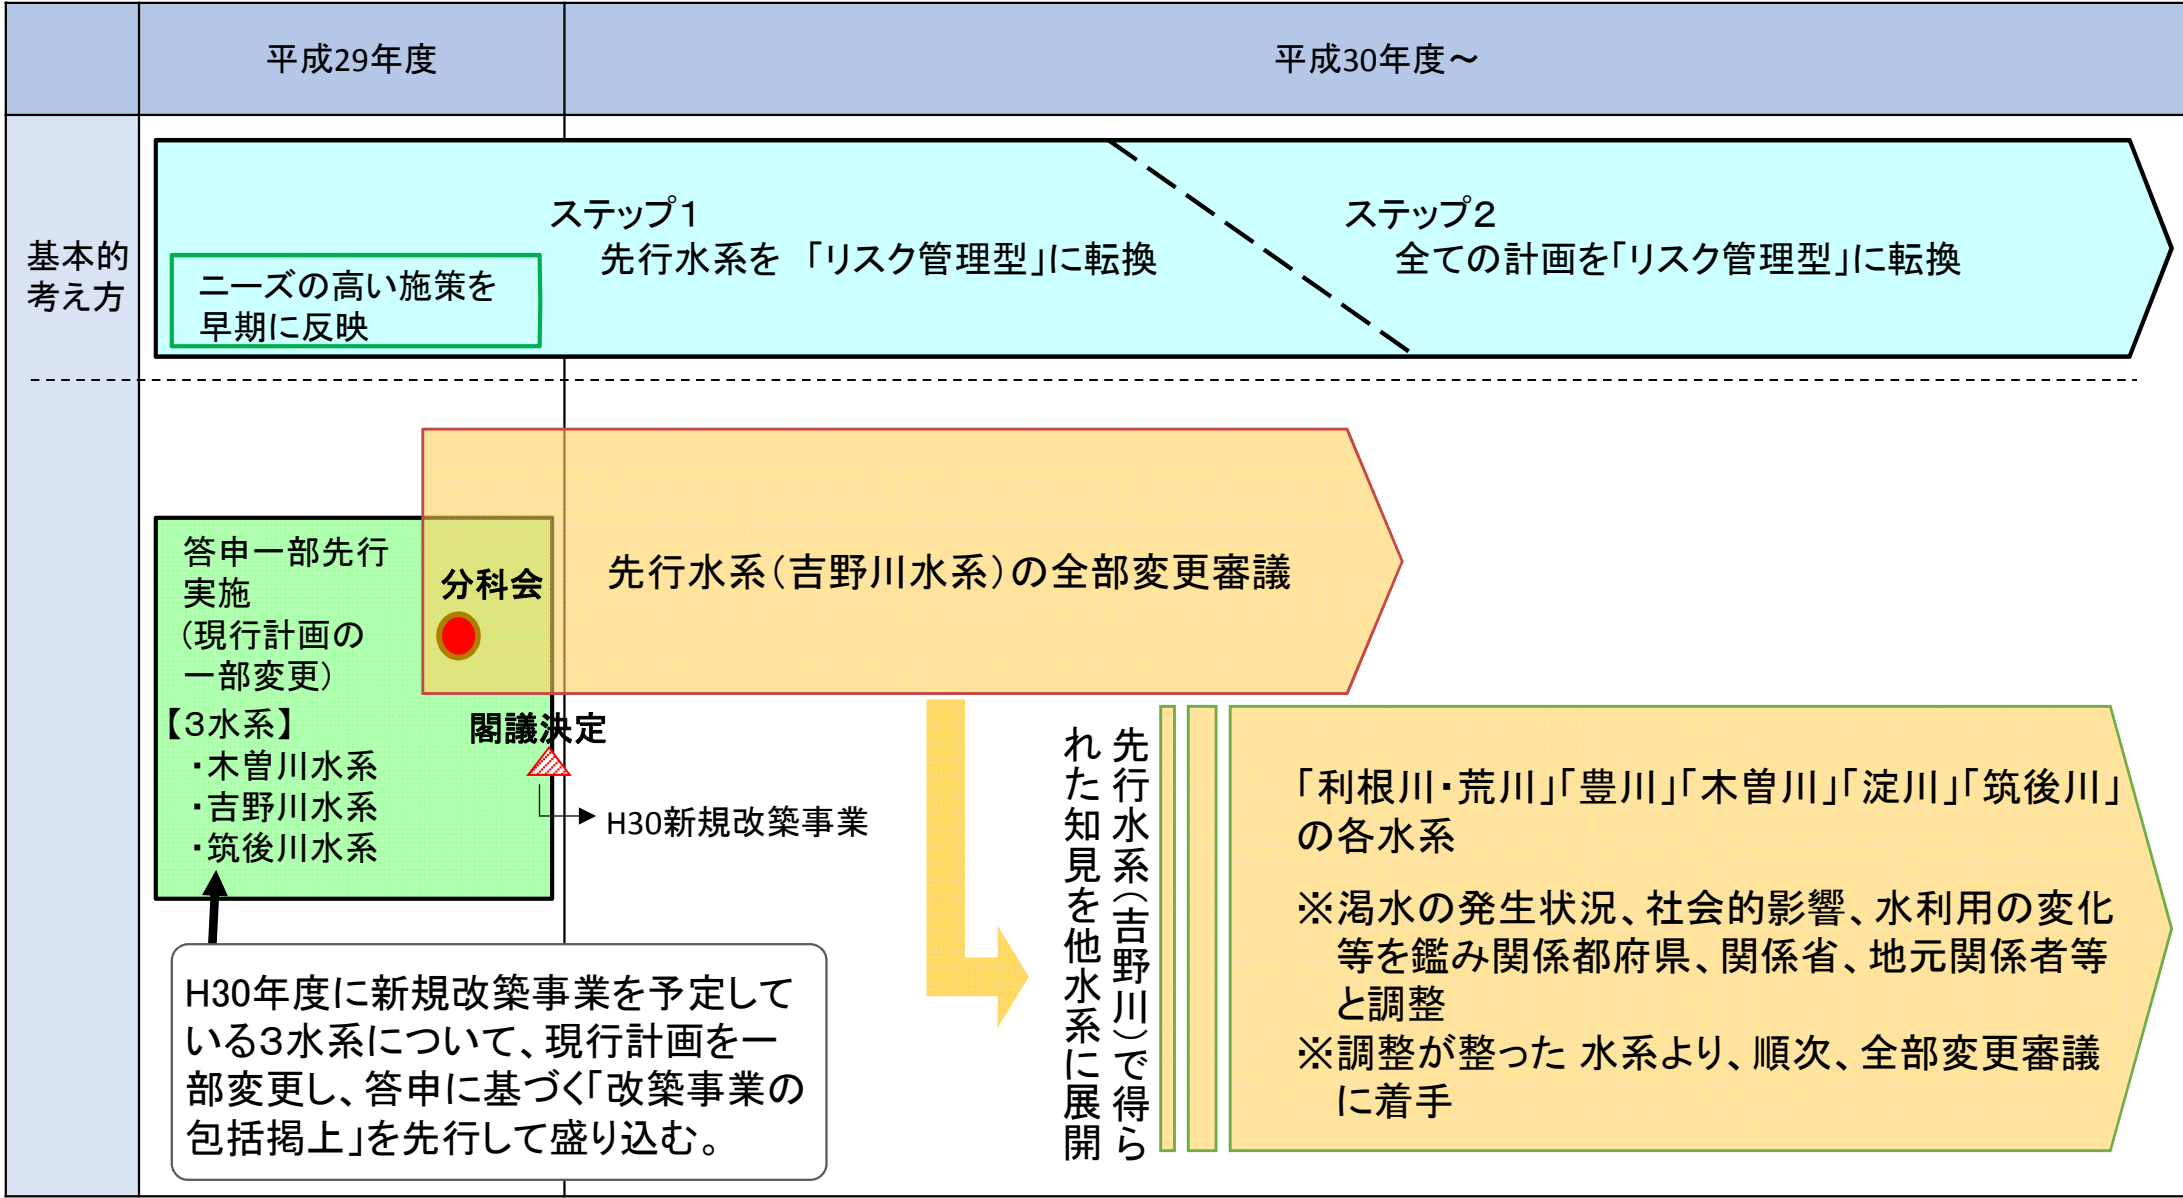 平成29年度
平成30年度～
基本的
考え方
ステップ１
先行水系を 「リスク管理型」に転換
ステップ２
全ての計画を「リスク管理型」に転換
ニーズの高い施策を
早期に反映
答申一部先行
実施
（現行計画の
一部変更）
【３水系】
・木曽川水系
・吉野川水系
・筑後川水系
分科会
先行水系（吉野川水系）の全部変更審議
閣議決定
H30新規改築事業
H30年度に新規改築事業を予定して
いる３水系について、現行計画を一
部変更し、答申に基づく「改築事業の
包括掲上」を先行して盛り込む。
先行水系（吉野川）で得ら
れた知見を他水系に展開
「利根川・荒川」「豊川」「木曽川」「淀川」「筑後川」
の各水系
※渇水の発生状況、社会的影響、水利用の変化
等を鑑み関係都府県、関係省、地元関係者等
と調整
※調整が整った 水系より、順次、全部変更審議
に着手